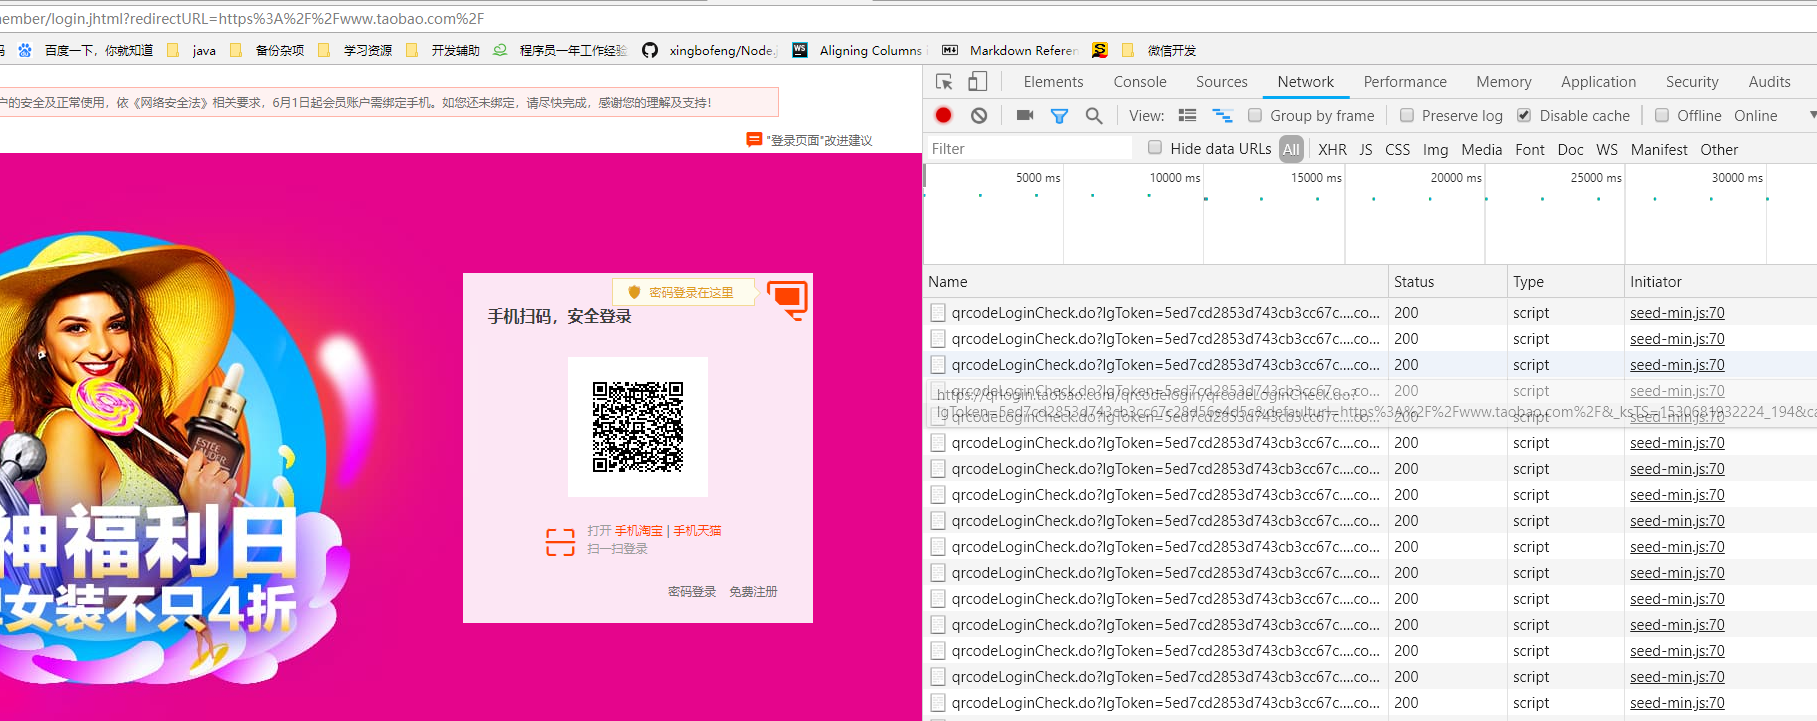 ember/login.jhtml?redirectURL=https%3A%2F%2Fwww.taobao.com%2F
百度一下，你就知道 java 备份杂项 学习资源 开发辅助 程序员一年工作经验 xingbofeng/Node.j Aligning Columns i Markdown Referen 微信开发
户的安全及正常使用，依《网络安全法》相关要求，6月1日起会员账户需绑定手机。如您还未绑定，请尽快完成，感谢您的理解及支持！
"登录页面"改进建议
密码登录在这里
手机扫码，安全登录
打开 手机淘宝 | 手机天猫
扫一扫登录
密码登录 免费注册
神福利日
女装不只4折
ESTEE LAUDER
Elements Console Sources Network Performance Memory Application Security Audits
View: Group by frame Preserve log Disable cache Offline Online
Filter Hide data URLs All XHR JS CSS Img Media Font Doc WS Manifest Other
5000 ms 10000 ms 15000 ms 20000 ms 25000 ms 30000 ms
Name Status Type Initiator
qrcodeLoginCheck.do?lgToken=5ed7cd2853d743cb3cc67c....co... 200 script seed-min.js:70
qrcodeLoginCheck.do?lgToken=5ed7cd2853d743cb3cc67c....co... 200 script seed-min.js:70
qrcodeLoginCheck.do?lgToken=5ed7cd2853d743cb3cc67c....co... 200 script seed-min.js:70
qrcodeLoginCheck.do?lgToken=5ed7cd2853d743cb3cc67c....co... 200 script seed-min.js:70
https://qrlogin.taobao.com/qrcodelogin/qrcodeLoginCheck.do?
lgToken=5ed7cd2853d743cb3cc67c28d56e4d5c&defaulturl=https%3A%2F%2Fwww.taobao.com%2F&_ksTS=1530681932224_194&ca
qrcodeLoginCheck.do?lgToken=5ed7cd2853d743cb3cc67c....co... 200 script seed-min.js:70
qrcodeLoginCheck.do?lgToken=5ed7cd2853d743cb3cc67c....co... 200 script seed-min.js:70
qrcodeLoginCheck.do?lgToken=5ed7cd2853d743cb3cc67c....co... 200 script seed-min.js:70
qrcodeLoginCheck.do?lgToken=5ed7cd2853d743cb3cc67c....co... 200 script seed-min.js:70
qrcodeLoginCheck.do?lgToken=5ed7cd2853d743cb3cc67c....co... 200 script seed-min.js:70
qrcodeLoginCheck.do?lgToken=5ed7cd2853d743cb3cc67c....co... 200 script seed-min.js:70
qrcodeLoginCheck.do?lgToken=5ed7cd2853d743cb3cc67c....co... 200 script seed-min.js:70
qrcodeLoginCheck.do?lgToken=5ed7cd2853d743cb3cc67c....co... 200 script seed-min.js:70
qrcodeLoginCheck.do?lgToken=5ed7cd2853d743cb3cc67c....co... 200 script seed-min.js:70
qrcodeLoginCheck.do?lgToken=5ed7cd2853d743cb3cc67c....co... 200 script seed-min.js:70
qrcodeLoginCheck.do?lgToken=5ed7cd2853d743cb3cc67c....co... 200 script seed-min.js:70
qrcodeLoginCheck.do?lgToken=5ed7cd2853d743cb3cc67c....co... 200 script seed-min.js:70